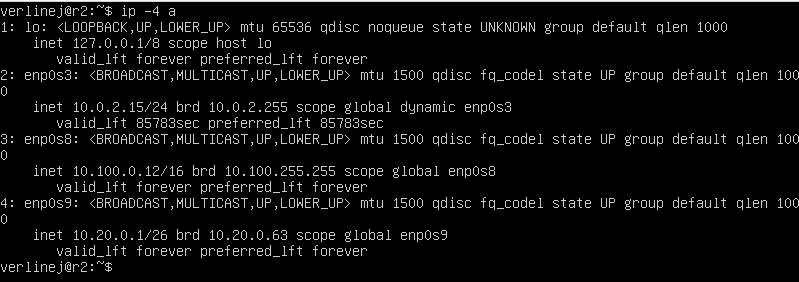 verlinej@r2:~$ ip -4 a
1: lo: <LOOPBACK,UP,LOWER_UP> mtu 65536 qdisc noqueue state UNKNOWN group default qlen 1000
    inet 127.0.0.1/8 scope host lo
       valid_lft forever preferred_lft forever
2: enp0s3: <BROADCAST,MULTICAST,UP,LOWER_UP> mtu 1500 qdisc fq_codel state UP group default qlen 100
0
    inet 10.0.2.15/24 brd 10.0.2.255 scope global dynamic enp0s3
       valid_lft 85783sec preferred_lft 85783sec
3: enp0s8: <BROADCAST,MULTICAST,UP,LOWER_UP> mtu 1500 qdisc fq_codel state UP group default qlen 100
0
    inet 10.100.0.12/16 brd 10.100.255.255 scope global enp0s8
       valid_lft forever preferred_lft forever
4: enp0s9: <BROADCAST,MULTICAST,UP,LOWER_UP> mtu 1500 qdisc fq_codel state UP group default qlen 100
0
    inet 10.20.0.1/26 brd 10.20.0.63 scope global enp0s9
       valid_lft forever preferred_lft forever
verlinej@r2:~$